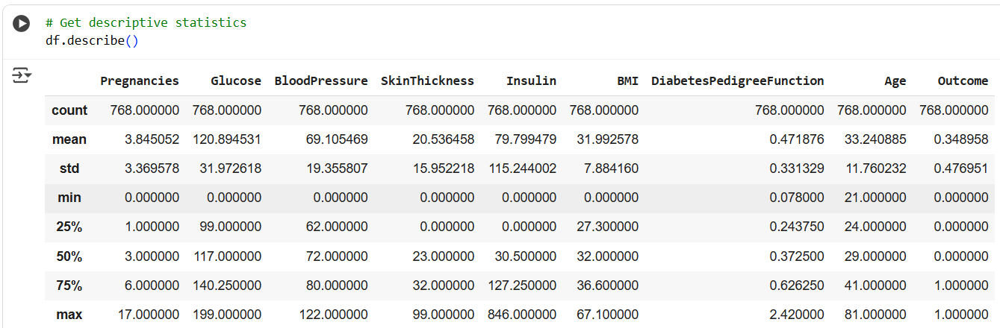 # Get descriptive statistics
df.describe()
Pregnancies Glucose BloodPressure SkinThickness Insulin BMI DiabetesPedigreeFunction Age Outcome
count 768.000000 768.000000 768.000000 768.000000 768.000000 768.000000 768.000000 768.000000 768.000000
mean 3.845052 120.894531 69.105469 20.536458 79.799479 31.992578 0.471876 33.240885 0.348958
std 3.369578 31.972618 19.355807 15.952218 115.244002 7.884160 0.331329 11.760232 0.476951
min 0.000000 0.000000 0.000000 0.000000 0.000000 0.000000 0.078000 21.000000 0.000000
25% 1.000000 99.000000 62.000000 0.000000 0.000000 27.300000 0.243750 24.000000 0.000000
50% 3.000000 117.000000 72.000000 23.000000 30.500000 32.000000 0.372500 29.000000 0.000000
75% 6.000000 140.250000 80.000000 32.000000 127.250000 36.600000 0.626250 41.000000 1.000000
max 17.000000 199.000000 122.000000 99.000000 846.000000 67.100000 2.420000 81.000000 1.000000